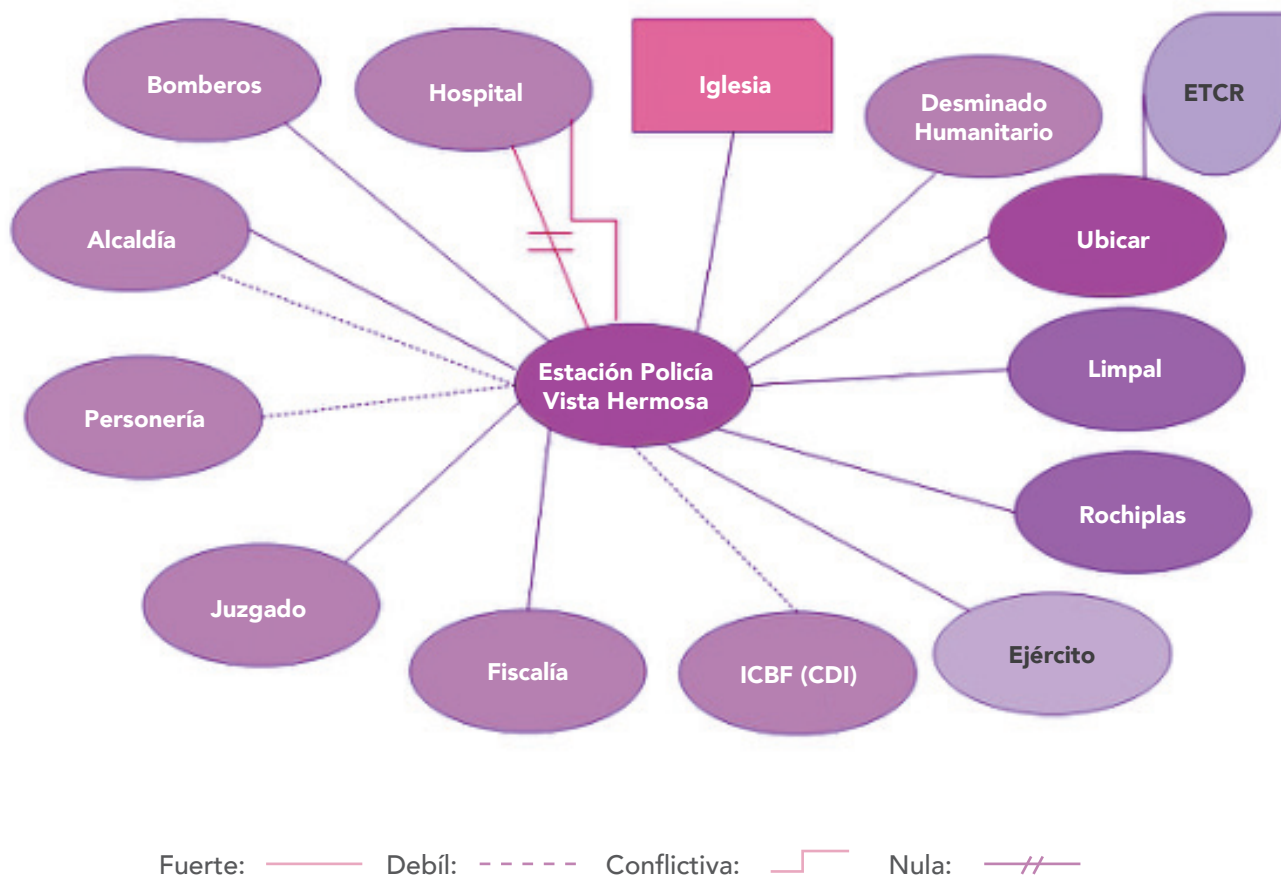 Bomberos
Hospital
Iglesia
Desminado
Humanitario
ETCR
Alcaldía
Ubicar
Estación Policía
Vista Hermosa
Limpal
Personería
Rochiplas
Juzgado
Fiscalía
ICBF (CDI)
Ejército
Fuerte: Debíl: Conflictiva: Nula: